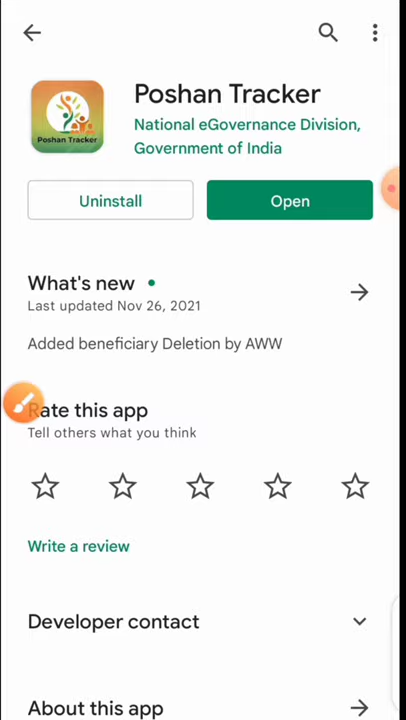 Poshan Tracker
Poshan Tracker
National eGovernance Division,
Government of India
Uninstall
Open
What's new
Last updated Nov 26, 2021
Added beneficiary Deletion by AWW
Rate this app
Tell others what you think
Write a review
Developer contact
About this app